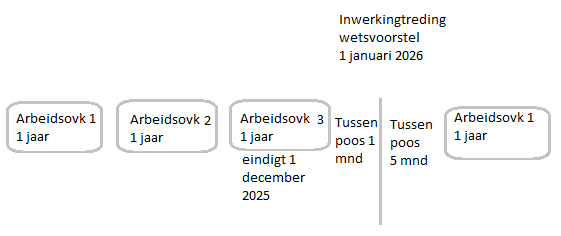 Inwerkingtreding
wetsvoorstel
1 januari 2026
Arbeidsovk 1
1 jaar
Arbeidsovk 2
1 jaar
Arbeidsovk 3
1 jaar
eindigt 1
december
2025
Tussen
poos 1
mnd
Tussen
poos
5 mnd
Arbeidsovk 1
1 jaar